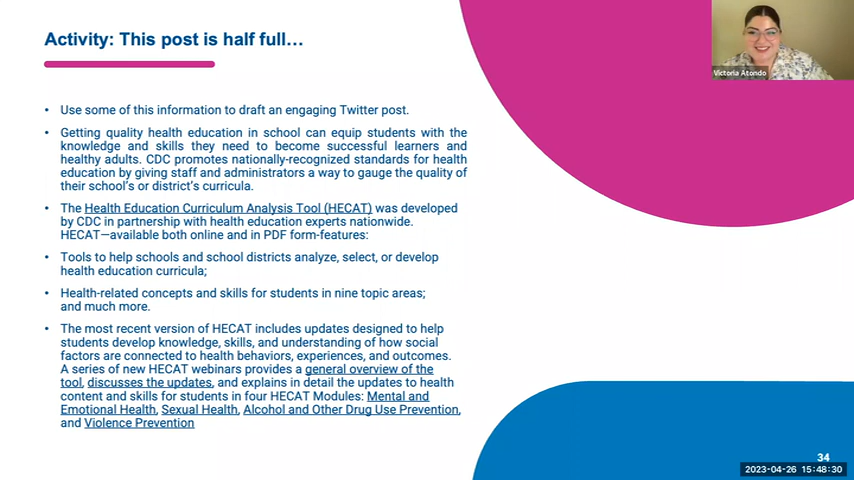 Activity: This post is half full…
Victoria Atondo
• Use some of this information to draft an engaging Twitter post.
• Getting quality health education in school can equip students with the
knowledge and skills they need to become successful learners and
healthy adults. CDC promotes nationally-recognized standards for health
education by giving staff and administrators a way to gauge the quality of
their school's or district's curricula.
• The Health Education Curriculum Analysis Tool (HECAT) was developed
by CDC in partnership with health education experts nationwide.
HECAT—available both online and in PDF form-features:
• Tools to help schools and school districts analyze, select, or develop
health education curricula;
• Health-related concepts and skills for students in nine topic areas;
and much more.
• The most recent version of HECAT includes updates designed to help
students develop knowledge, skills, and understanding of how social
factors are connected to health behaviors, experiences, and outcomes.
A series of new HECAT webinars provides a general overview of the
tool, discusses the updates, and explains in detail the updates to health
content and skills for students in four HECAT Modules: Mental and
Emotional Health, Sexual Health, Alcohol and Other Drug Use Prevention,
and Violence Prevention
34
2023-04-26 15:48:30